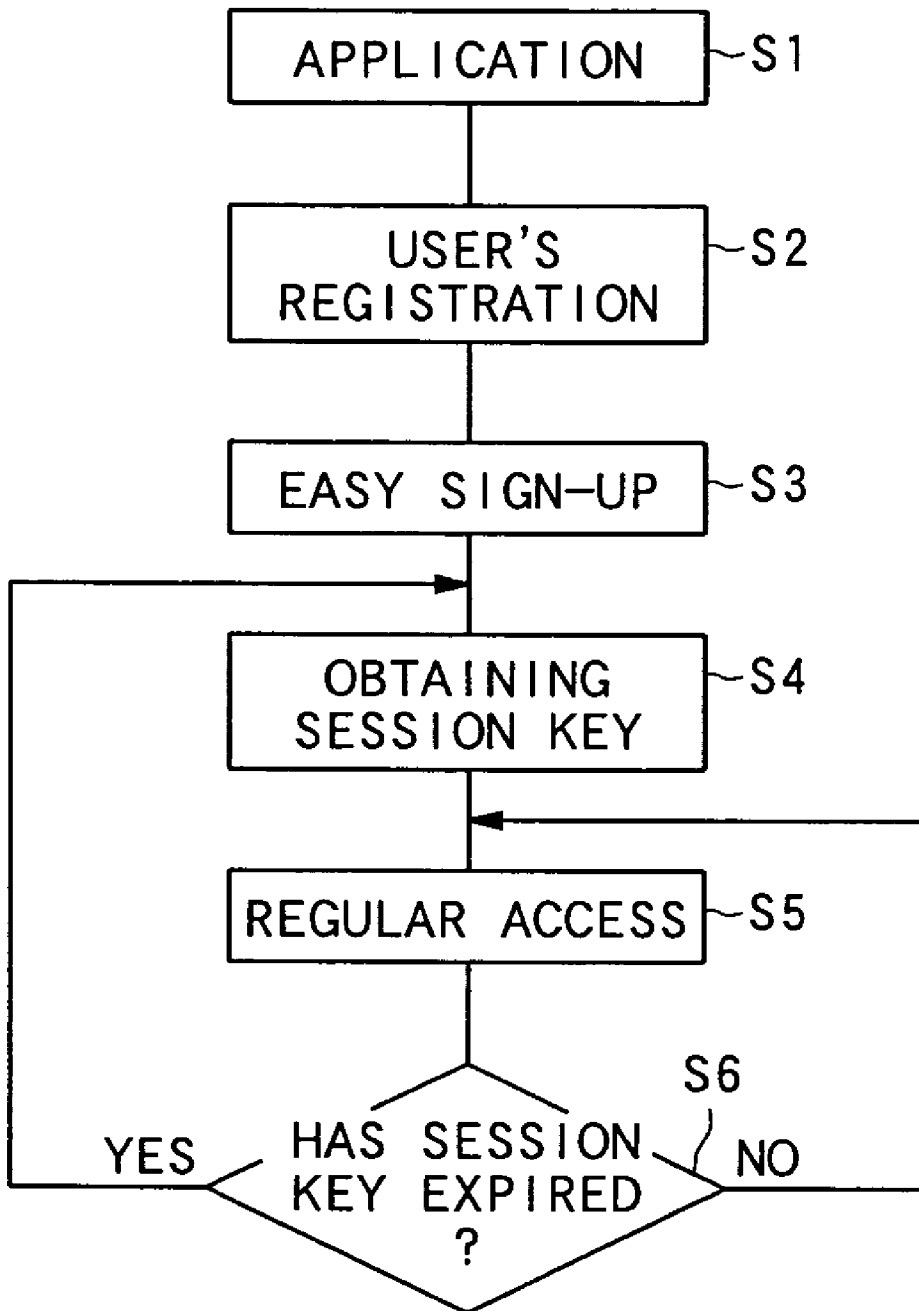 APPLICATION
S1
USER'S
REGISTRATION
S2
EASY SIGN-UP
S3
OBTAINING
SESSION KEY
S4
REGULAR ACCESS
S5
S6
YES
HAS SESSION
KEY EXPIRED
?
NO